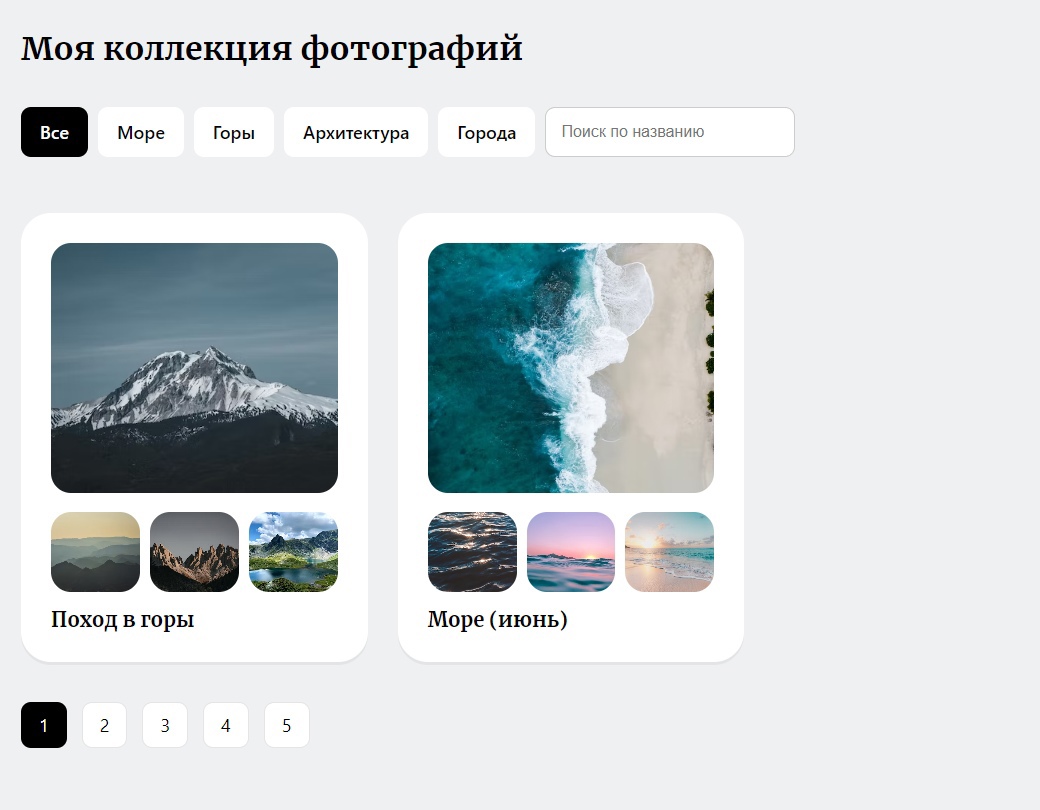 Моя коллекция фотографий
Все Море Горы Архитектура Города Поиск по названию
Поход в горы Море (июнь)
1 2 3 4 5